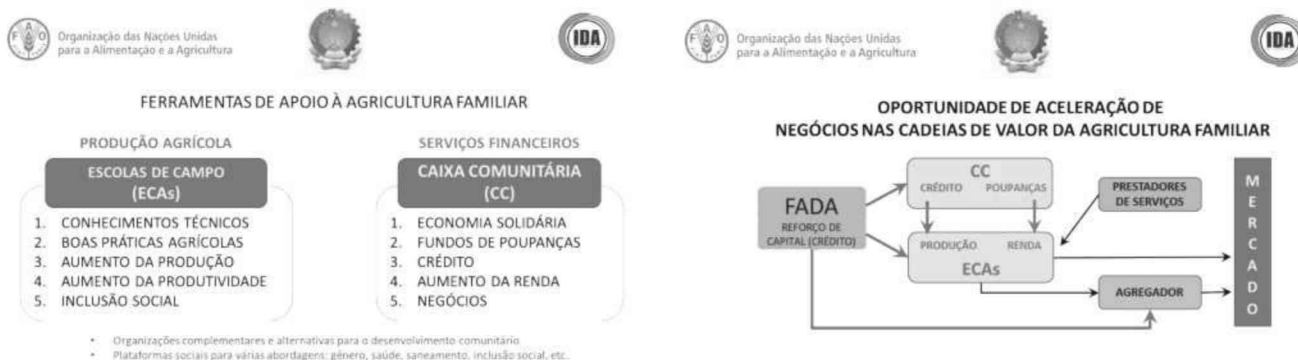 FAO
Organização das Nações Unidas
para a Alimentação e a Agricultura
IDA
FERRAMENTAS DE APOIO À AGRICULTURA FAMILIAR
PRODUÇÃO AGRÍCOLA
ESCOLAS DE CAMPO
(ECAs)
1. CONHECIMENTOS TÉCNICOS
2. BOAS PRÁTICAS AGRÍCOLAS
3. AUMENTO DA PRODUÇÃO
4. AUMENTO DA PRODUTIVIDADE
5. INCLUSÃO SOCIAL
SERVIÇOS FINANCEIROS
CAIXA COMUNITÁRIA
(CC)
1. ECONOMIA SOLIDÁRIA
2. FUNDOS DE POUPANÇAS
3. CRÉDITO
4. AUMENTO DA RENDA
5. NEGÓCIOS
• Organizações complementares e alternativas para o desenvolvimento comunitário
• Plataformas sociais para várias abordagens: género, saúde, saneamento, inclusão social, etc.
FAO
Organização das Nações Unidas
para a Alimentação e a Agricultura
IDA
OPORTUNIDADE DE ACELERAÇÃO DE
NEGÓCIOS NAS CADEIAS DE VALOR DA AGRICULTURA FAMILIAR
FADA
REFORÇO DE
CAPITAL (CRÉDITO)
CC
CRÉDITO POUPANÇAS
PRODUÇÃO RENDA
ECAs
PRESTADORES
DE SERVIÇOS
AGREGADOR
MERCADO